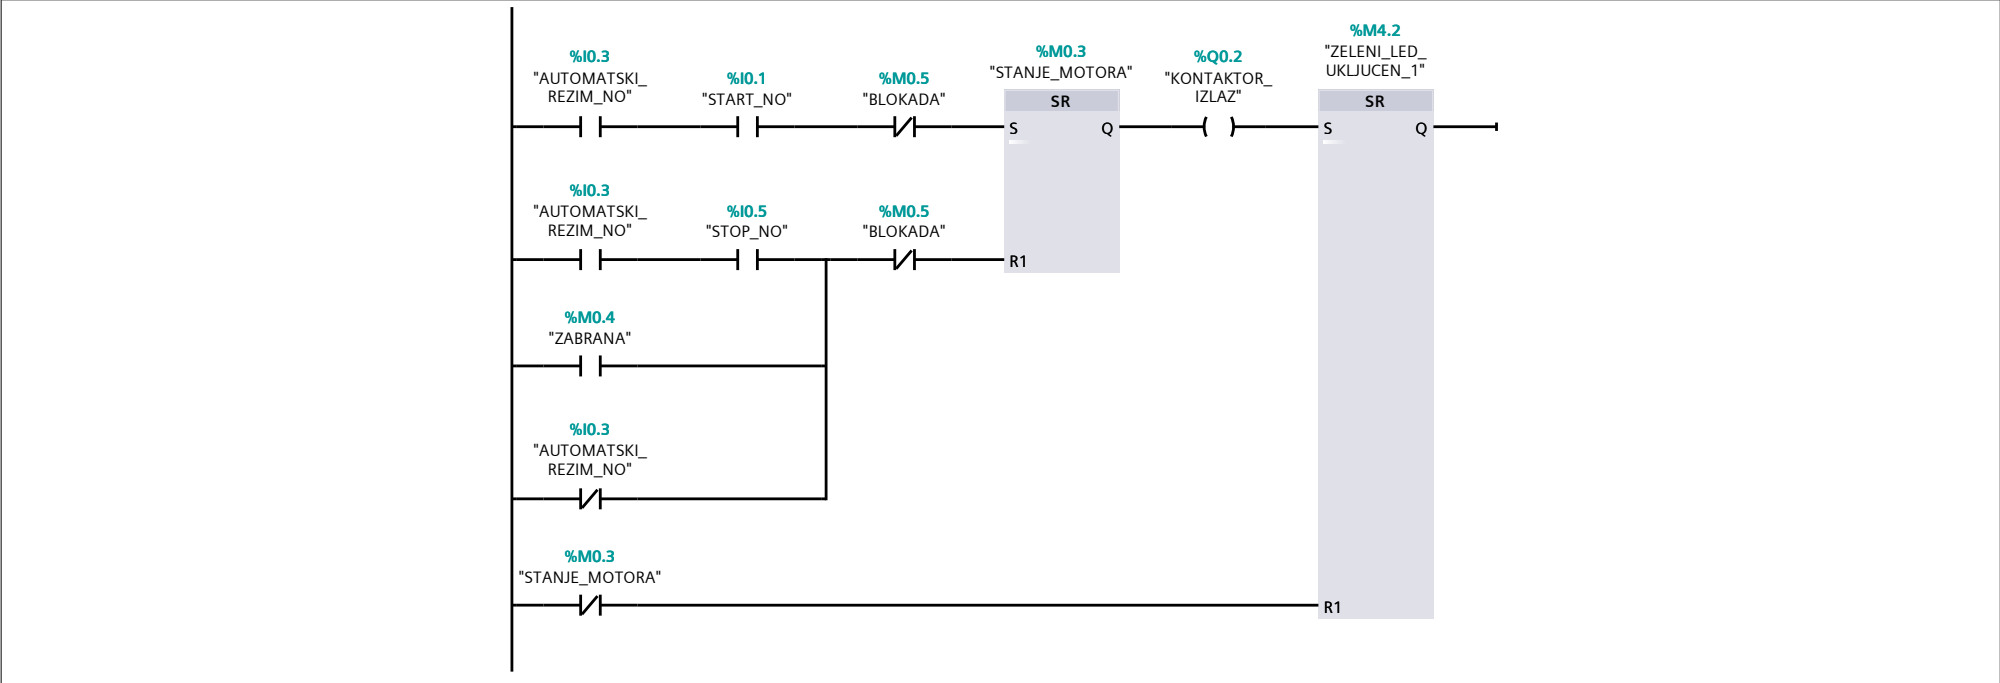 %I0.3
"AUTOMATSKI_
REZIM_NO"
%I0.1
"START_NO"
%M0.5
"BLOKADA"
%M0.3
"STANJE_MOTORA"
SR
S
Q
R1
%Q0.2
"KONTAKTOR_
IZLAZ"
%M4.2
"ZELENI_LED_
UKLJUCEN_1"
SR
S
Q
R1
%I0.3
"AUTOMATSKI_
REZIM_NO"
%I0.5
"STOP_NO"
%M0.5
"BLOKADA"
%M0.4
"ZABRANA"
%I0.3
"AUTOMATSKI_
REZIM_NO"
%M0.3
"STANJE_MOTORA"